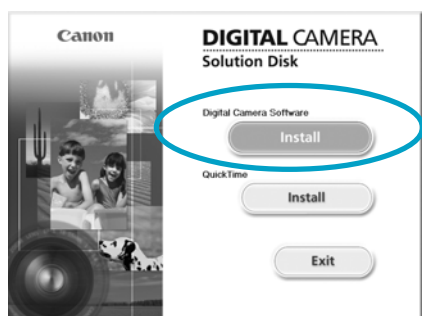 Canon
DIGITAL CAMERA
Solution Disk
Digital Camera Software
Install
QuickTime
Install
Exit